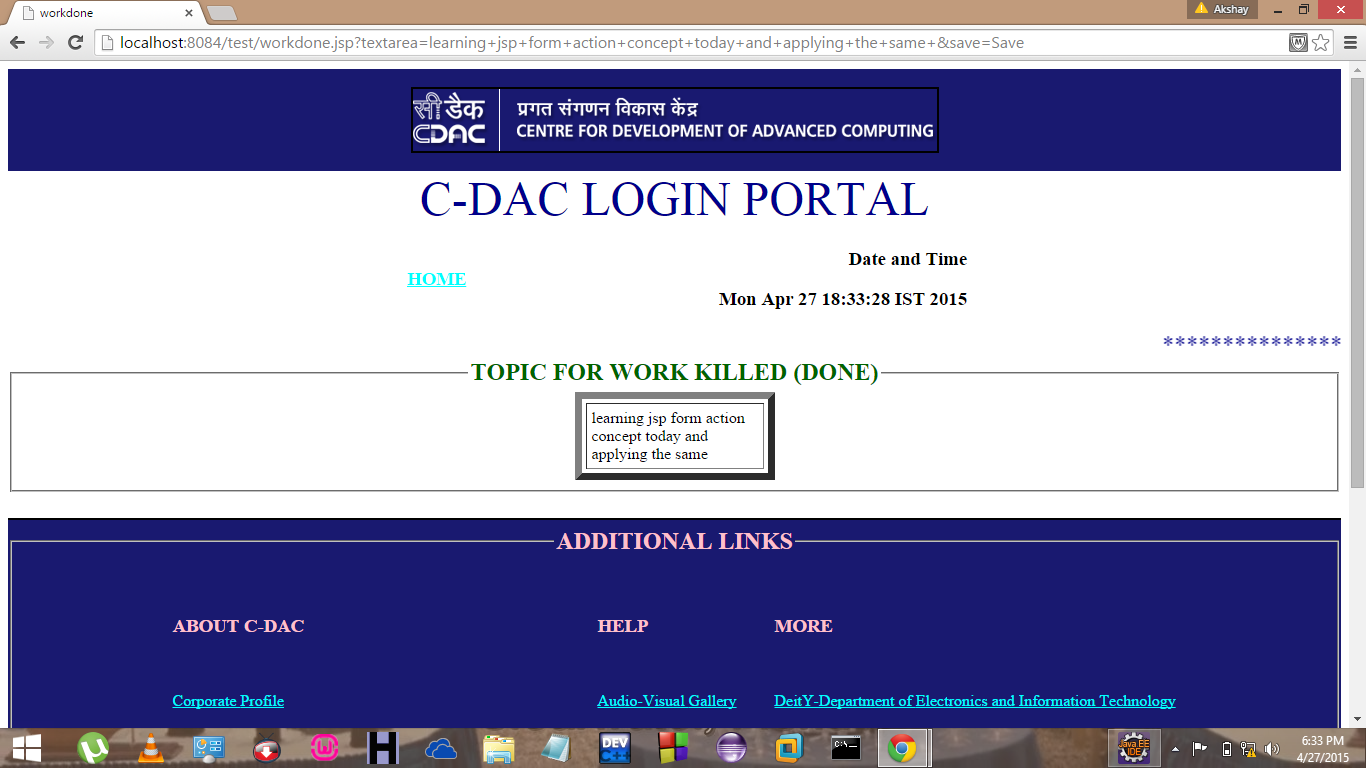 workdone
Akshay
localhost:8084/test/workdone.jsp?textarea=learning+jsp+form+action+concept+today+and+applying+the+same+&save=Save
सी डैक
CDAC
प्रगत संगणन विकास केंद्र
CENTRE FOR DEVELOPMENT OF ADVANCED COMPUTING
C-DAC LOGIN PORTAL
HOME
Date and Time
Mon Apr 27 18:33:28 IST 2015
***************
TOPIC FOR WORK KILLED (DONE)
learning jsp form action
concept today and
applying the same
ADDITIONAL LINKS
ABOUT C-DAC
HELP
MORE
Corporate Profile
Audio-Visual Gallery
DeitY-Department of Electronics and Information Technology
DEV
C++
C:\_
Java EE
IDE
6:33 PM
4/27/2015